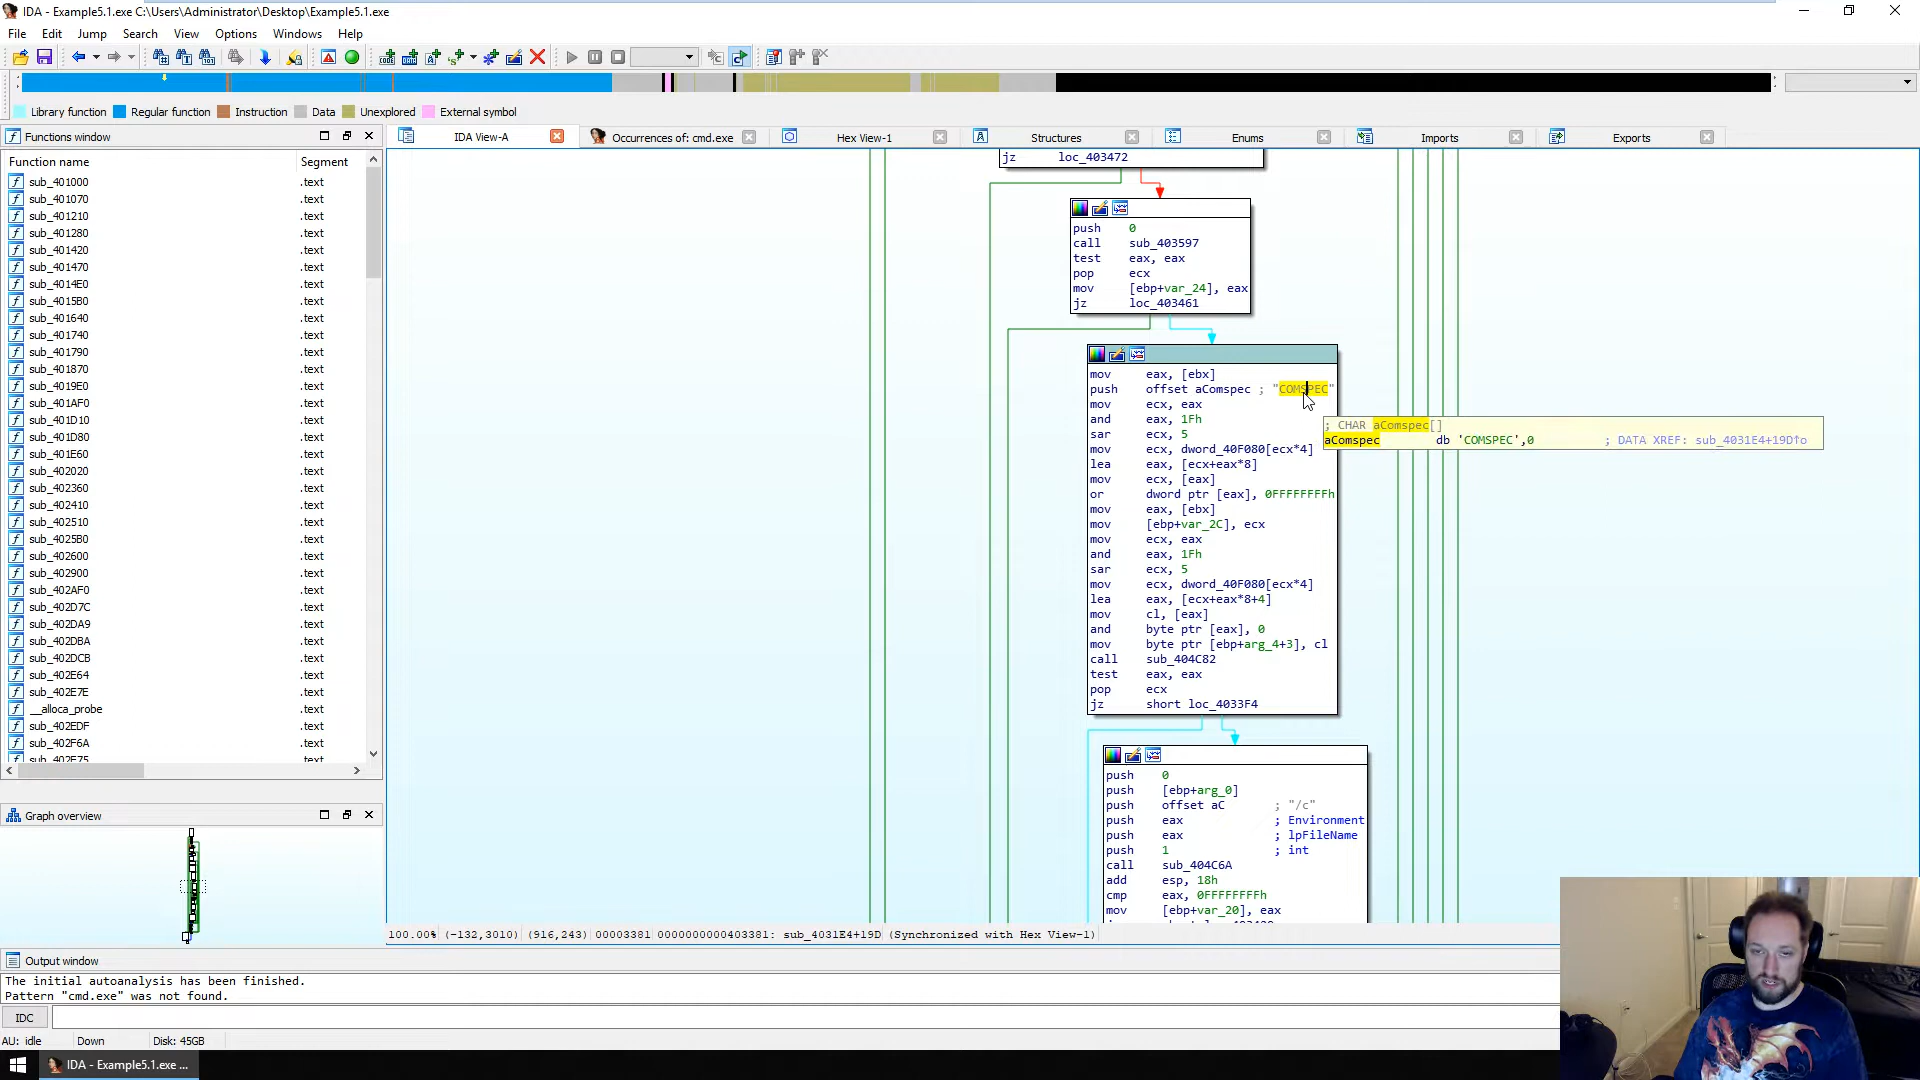 IDA - Example5.1.exe C:\Users\Administrator\Desktop\Example5.1.exe
File Edit Jump Search View Options Windows Help
Library function Regular function Instruction Data Unexplored External symbol
Functions window
IDA View-A
Occurrences of: cmd.exe
Hex View-1
Structures
Enums
Imports
Exports
Function name Segment
sub_401000 .text
sub_401070 .text
sub_401210 .text
sub_401280 .text
sub_401420 .text
sub_401470 .text
sub_4014E0 .text
sub_4015B0 .text
sub_401640 .text
sub_401740 .text
sub_401790 .text
sub_401870 .text
sub_4019E0 .text
sub_401AF0 .text
sub_401D10 .text
sub_401D80 .text
sub_401E60 .text
sub_402020 .text
sub_402360 .text
sub_402410 .text
sub_402510 .text
sub_4025B0 .text
sub_402600 .text
sub_402900 .text
sub_402AF0 .text
sub_402D7C .text
sub_402DA9 .text
sub_402DBA .text
sub_402DCB .text
sub_402E64 .text
sub_402E7E .text
__alloca_probe .text
sub_402EDF .text
sub_402F6A .text
sub_402F75 .text
Graph overview
jz loc_403472
push 0
call sub_403597
test eax, eax
pop ecx
mov [ebp+var_24], eax
jz loc_403461
mov eax, [ebx]
push offset aComspec ; "COMSPEC"
mov ecx, eax
and eax, 1Fh
sar ecx, 5
mov ecx, dword_40F080[ecx*4]
lea eax, [ecx+eax*8]
mov ecx, [eax]
or dword ptr [eax], 0FFFFFFFFh
mov eax, [ebx]
mov [ebp+var_2C], ecx
mov ecx, eax
and eax, 1Fh
sar ecx, 5
mov ecx, dword_40F080[ecx*4]
lea eax, [ecx+eax*8+4]
mov cl, [eax]
and byte ptr [eax], 0
mov byte ptr [ebp+arg_4+3], cl
call sub_404C82
test eax, eax
pop ecx
jz short loc_4033F4
; CHAR aComspec[]
aComspec db 'COMSPEC',0 ; DATA XREF: sub_4031E4+19D↑o
push 0
push [ebp+arg_0]
push offset aC ; "/c"
push eax ; Environment
push eax ; lpFileName
push 1 ; int
call sub_404C6A
add esp, 18h
cmp eax, 0FFFFFFFFh
mov [ebp+var_20], eax
100.00% (-132,3010) (916,243) 00003381 0000000000403381: sub_4031E4+19D (Synchronized with Hex View-1)
Output window
The initial autoanalysis has been finished.
Pattern "cmd.exe" was not found.
IDC
AU: idle Down Disk: 45GB
IDA - Example5.1.exe ...